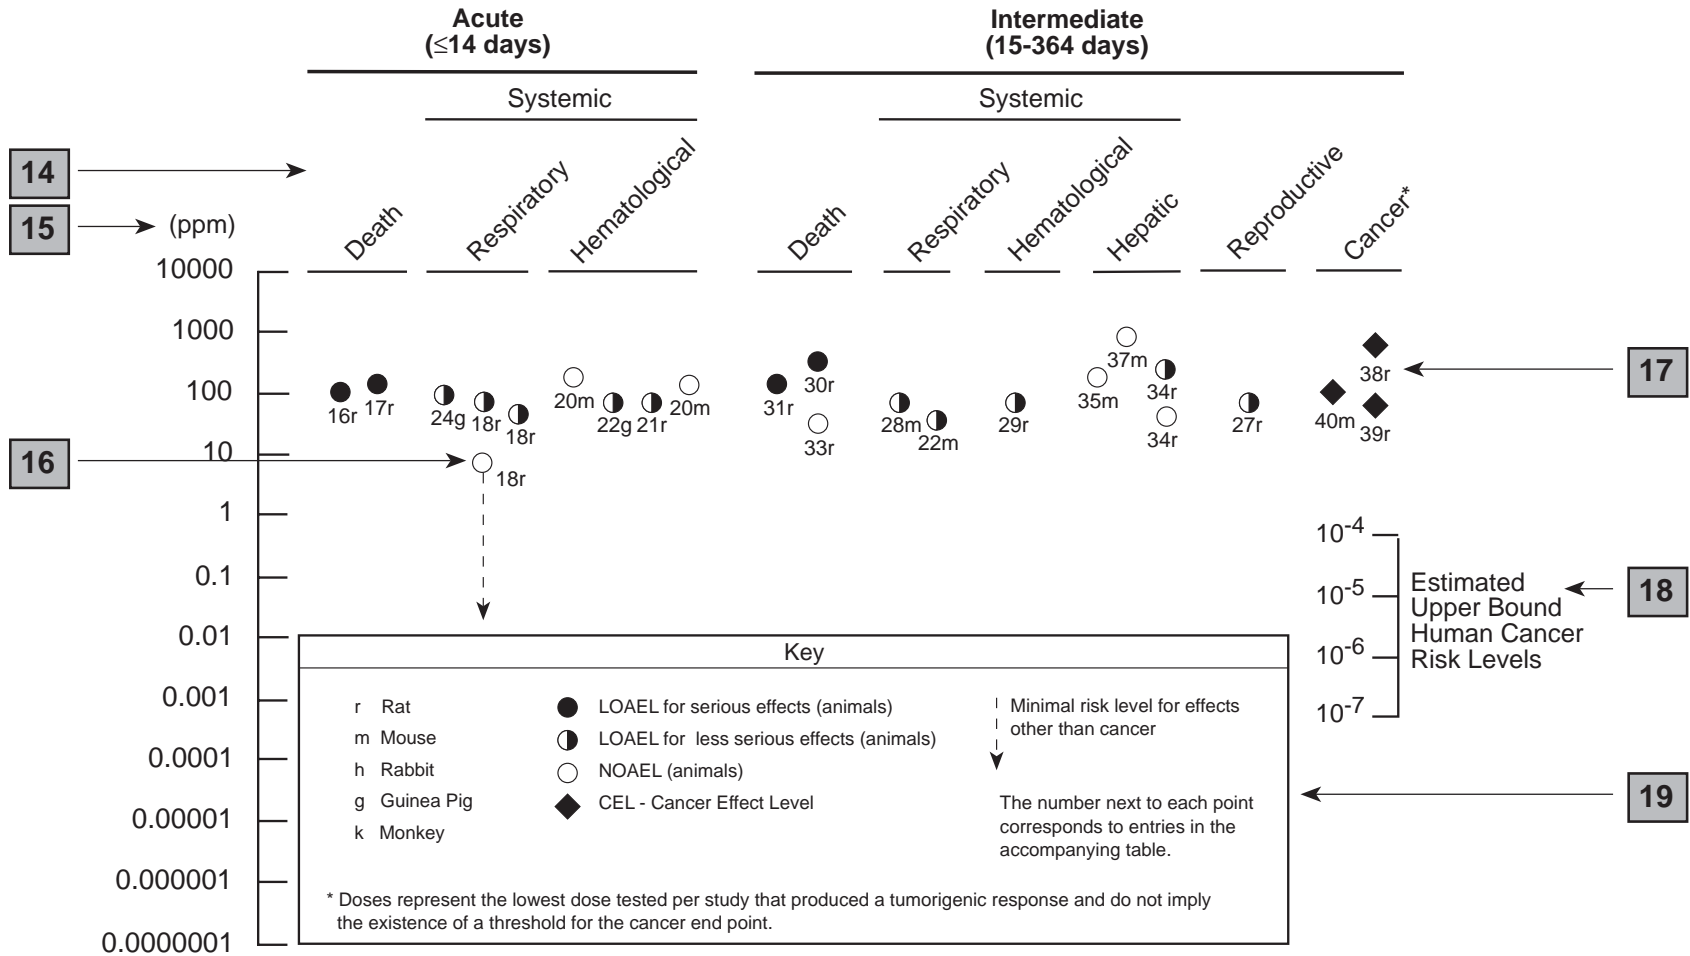 Acute
(≤14 days)
Intermediate
(15-364 days)
Systemic
Systemic
14
15
(ppm)
Death
Respiratory
Hematological
Death
Respiratory
Hematological
Hepatic
Reproductive
Cancer*
10000
1000
100
10
1
0.1
0.01
0.001
0.0001
0.00001
0.000001
0.0000001
16r
17r
24g
18r
18r
18r
20m
22g
21r
20m
31r
30r
33r
28m
22m
29r
35m
37m
34r
34r
27r
40m
38r
39r
16
17
10-4
10-5
10-6
10-7
Estimated
Upper Bound
Human Cancer
Risk Levels
18
Key
r Rat
m Mouse
h Rabbit
g Guinea Pig
k Monkey
LOAEL for serious effects (animals)
LOAEL for less serious effects (animals)
NOAEL (animals)
CEL - Cancer Effect Level
Minimal risk level for effects
other than cancer
The number next to each point
corresponds to entries in the
accompanying table.
* Doses represent the lowest dose tested per study that produced a tumorigenic response and do not imply
the existence of a threshold for the cancer end point.
19